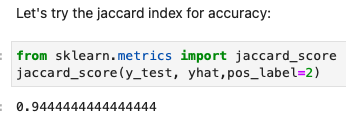 Let's try the jaccard index for accuracy:
from sklearn.metrics import jaccard_score
jaccard_score(y_test, yhat,pos_label=2)
0.9444444444444444